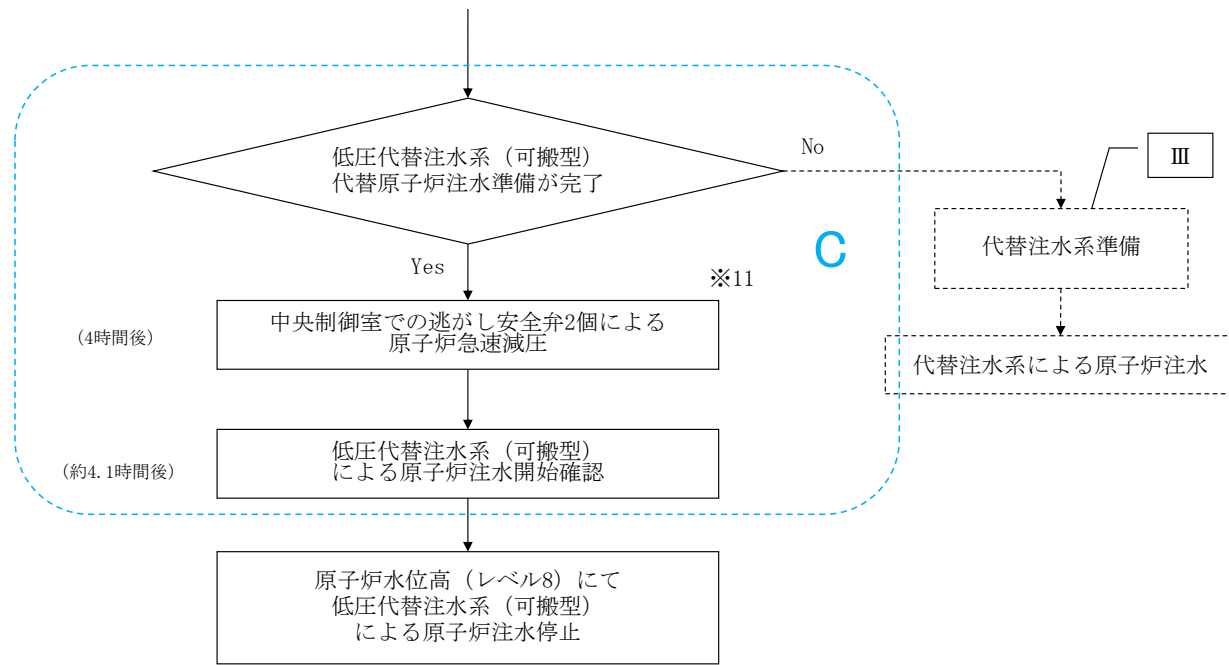 低圧代替注水系（可搬型）
代替原子炉注水準備が完了
No
Ⅲ
代替注水系準備
C
Yes
※11
(4時間後)
中央制御室での逃がし安全弁2個による
原子炉急速減圧
代替注水系による原子炉注水
(約4.1時間後)
低圧代替注水系（可搬型）
による原子炉注水開始確認
原子炉水位高（レベル8）にて
低圧代替注水系（可搬型）
による原子炉注水停止